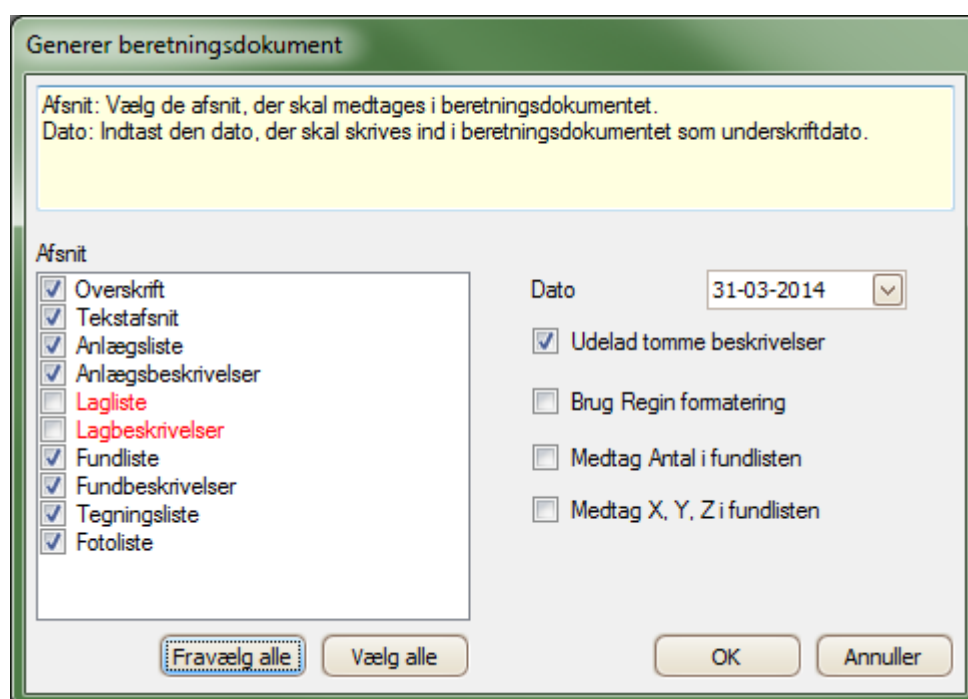 Generer beretningsdokument
Afsnit: Vælg de afsnit, der skal medtages i beretningsdokumentet.
Dato: Indtast den dato, der skal skrives ind i beretningsdokumentet som underskriftdato.
Afsnit
Overskrift
Tekstafsnit
Anlægsliste
Anlægsbeskrivelser
Lagliste
Lagbeskrivelser
Fundliste
Fundbeskrivelser
Tegningsliste
Fotoliste
Dato 31-03-2014
Udelad tomme beskrivelser
Brug Regin formatering
Medtag Antal i fundlisten
Medtag X, Y, Z i fundlisten
Fravælg alle Vælg alle OK Annuller